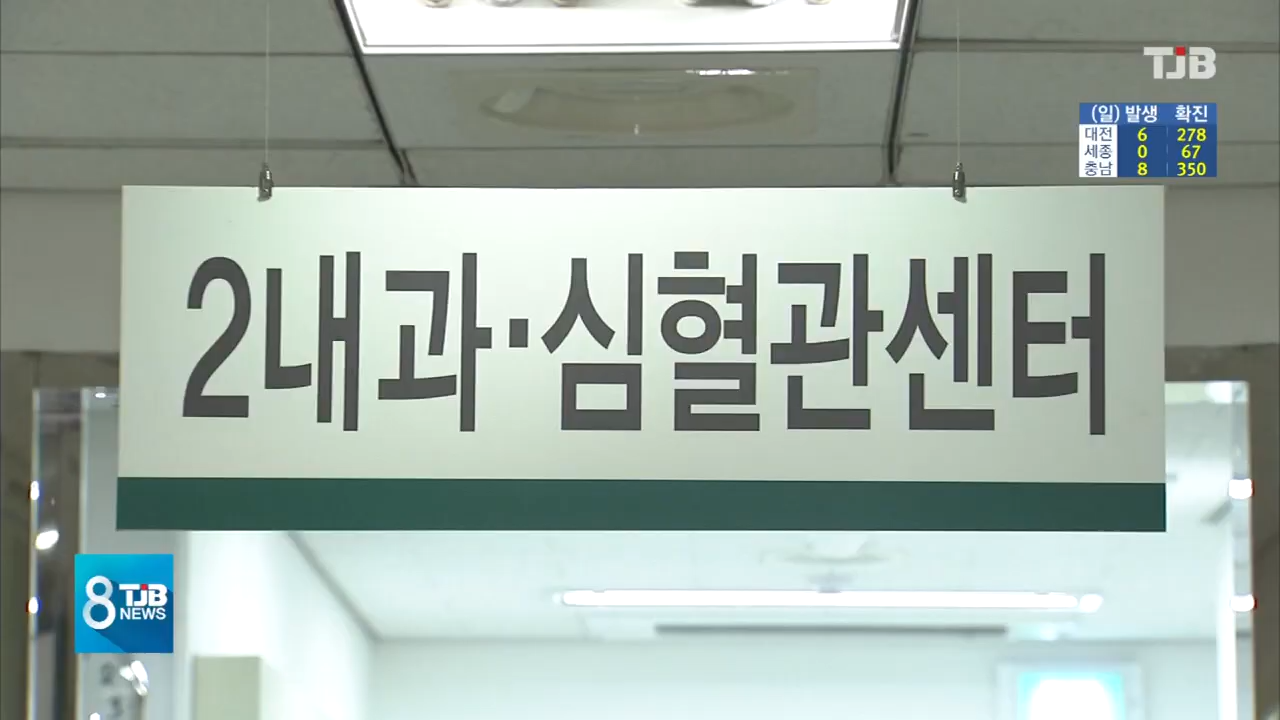 TJB
(일) 발생 확진
대전 6 278
세종 0 67
충남 8 350
2내과·심혈관센터
8 TJB
NEWS